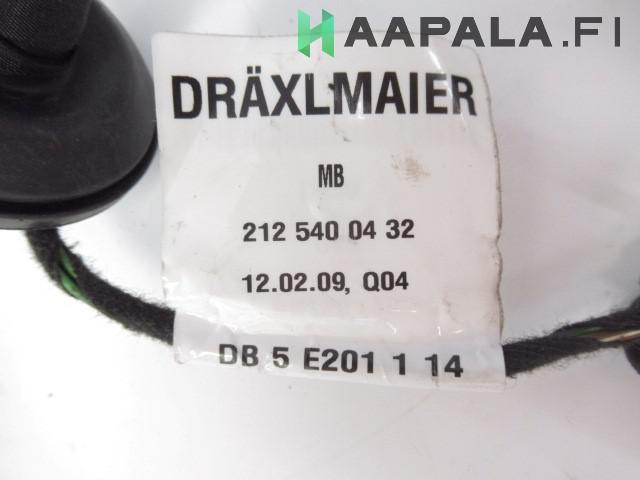 HAAPALA.FI
DRÄXLMAIER
MB
212 540 04 32
12.02.09, Q04
DB 5 E201 1 14